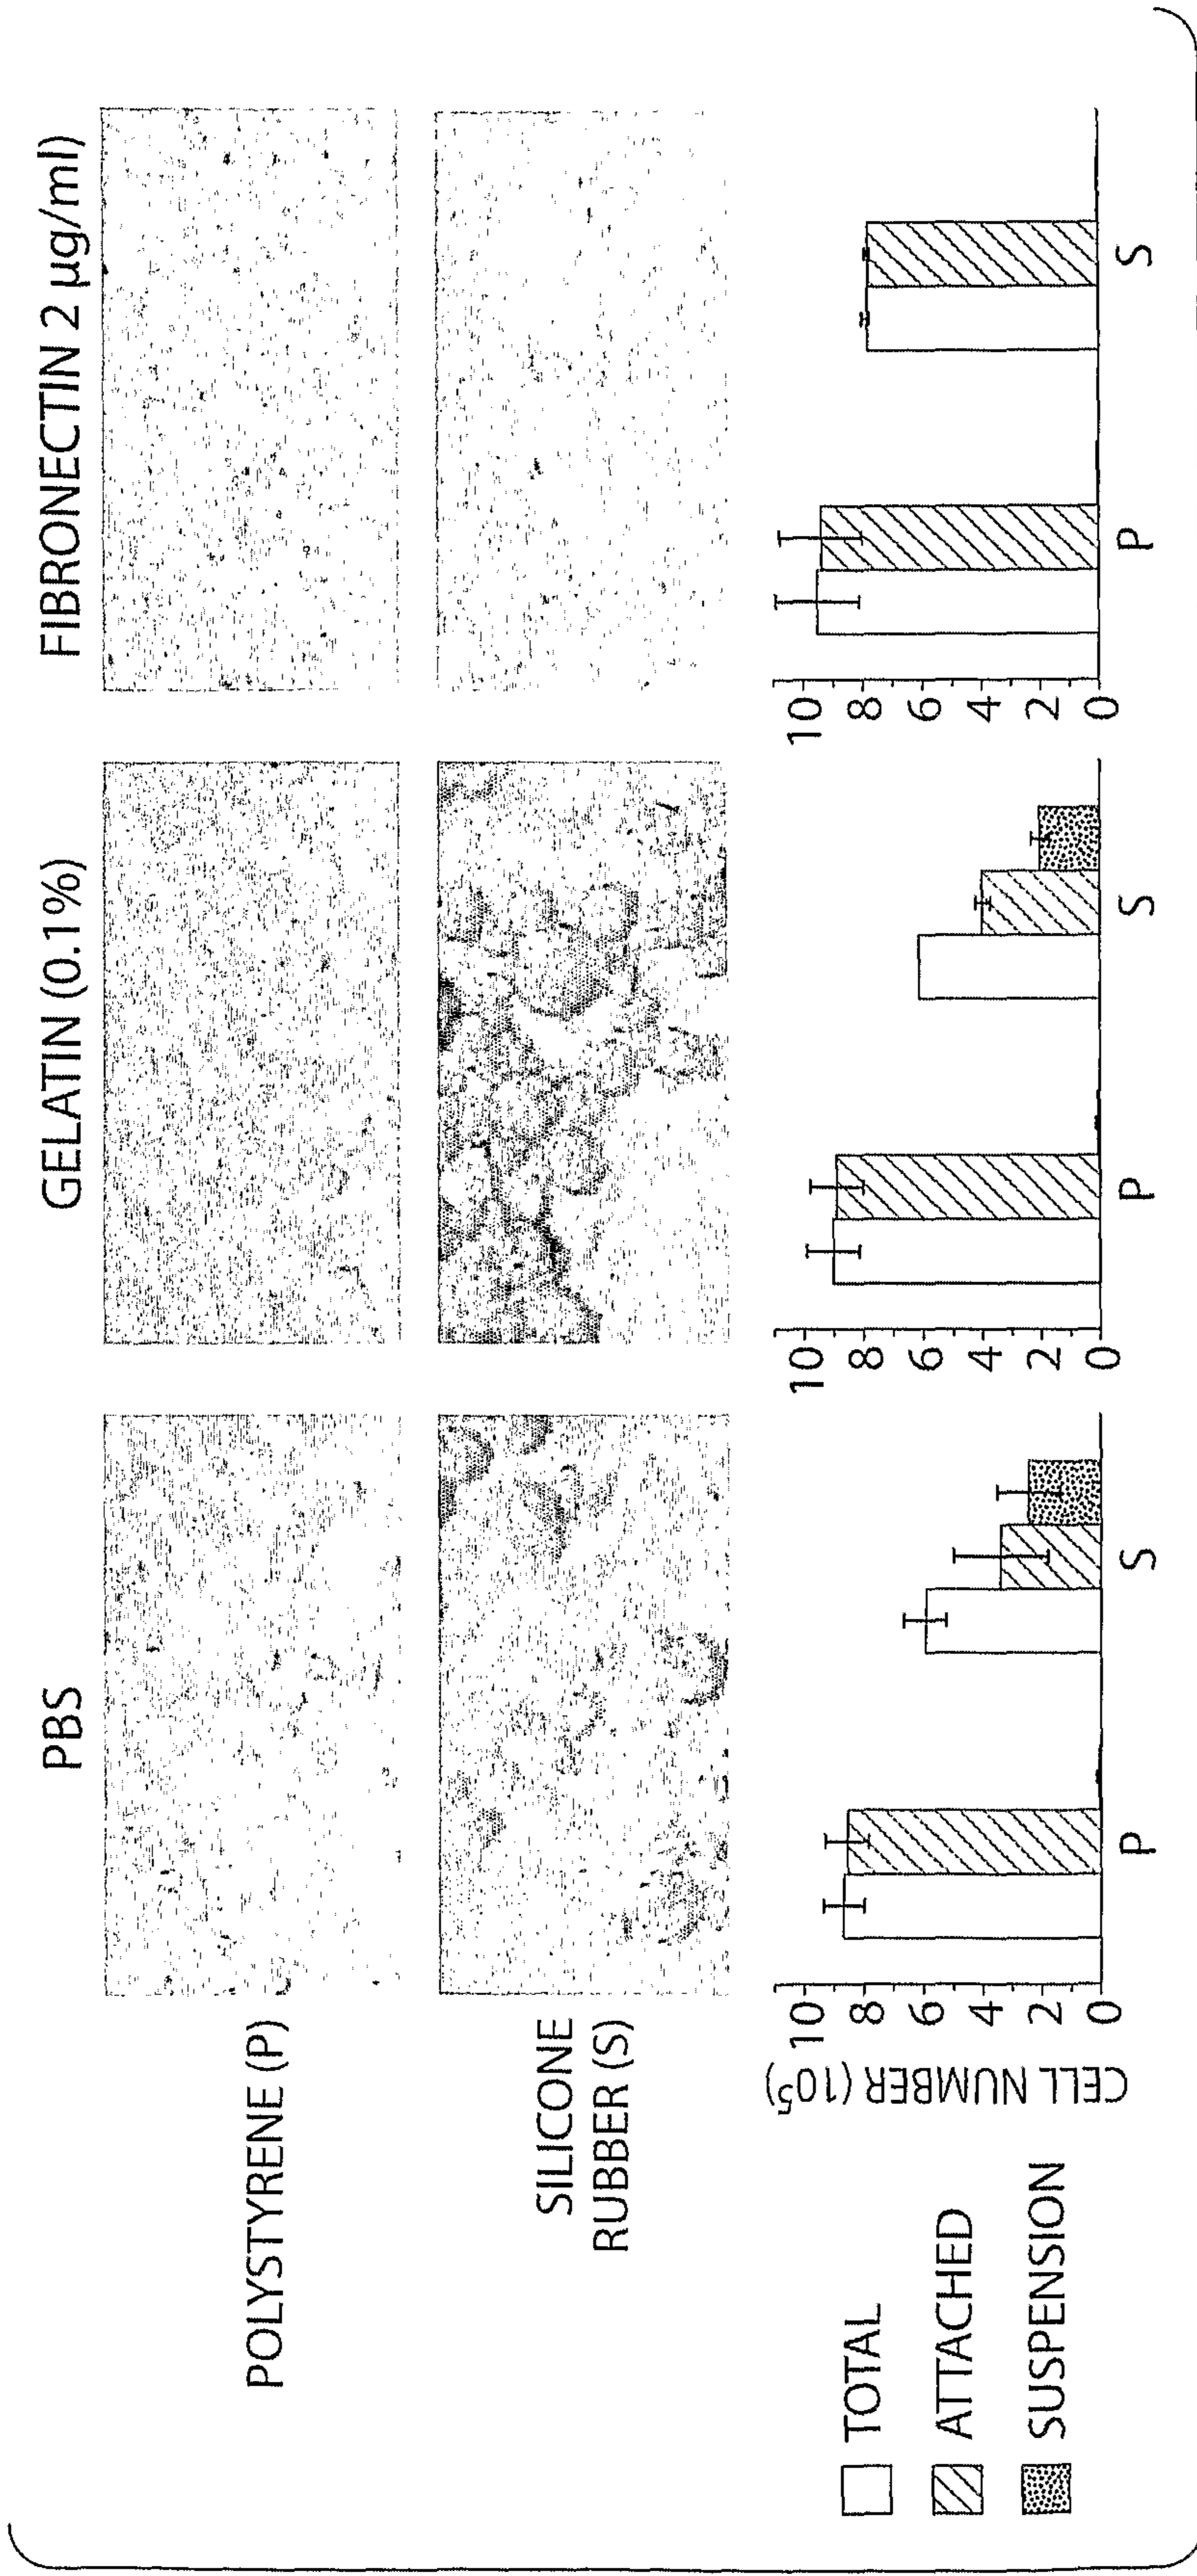 PBS
GELATIN (0.1%)
FIBRONECTIN 2 µg/ml)
POLYSTYRENE (P)
SILICONE
RUBBER (S)
CELL NUMBER (10⁵)
10
8
6
4
2
0
P
S
10
8
6
4
2
0
P
S
10
8
6
4
2
0
P
S
TOTAL
ATTACHED
SUSPENSION